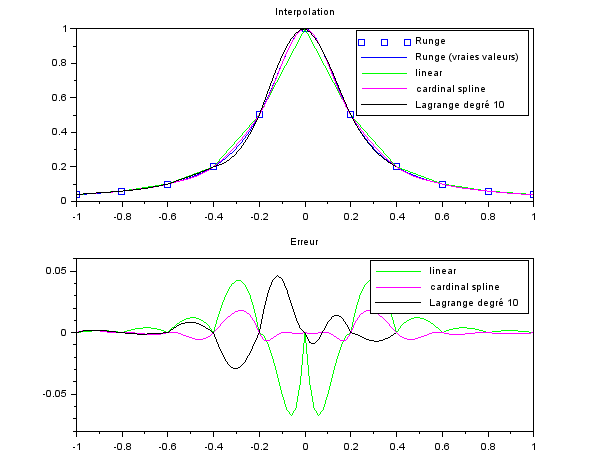 Interpolation
1
0.8
0.6
0.4
0.2
0
-1 -0.8 -0.6 -0.4 -0.2 0 0.2 0.4 0.6 0.8 1
Runge
Runge (vraies valeurs)
linear
cardinal spline
Lagrange degré 10
Erreur
0.05
0
-0.05
-1 -0.8 -0.6 -0.4 -0.2 0 0.2 0.4 0.6 0.8 1
linear
cardinal spline
Lagrange degré 10